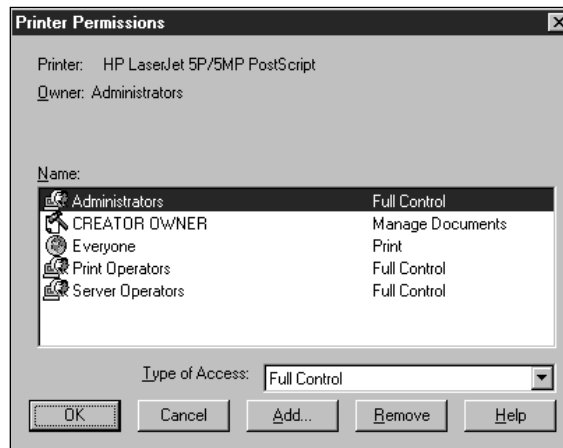 Printer Permissions
Printer: HP LaserJet 5P/5MP PostScript
Owner: Administrators
Name:
Administrators Full Control
CREATOR OWNER Manage Documents
Everyone Print
Print Operators Full Control
Server Operators Full Control
Type of Access: Full Control
OK Cancel Add... Remove Help